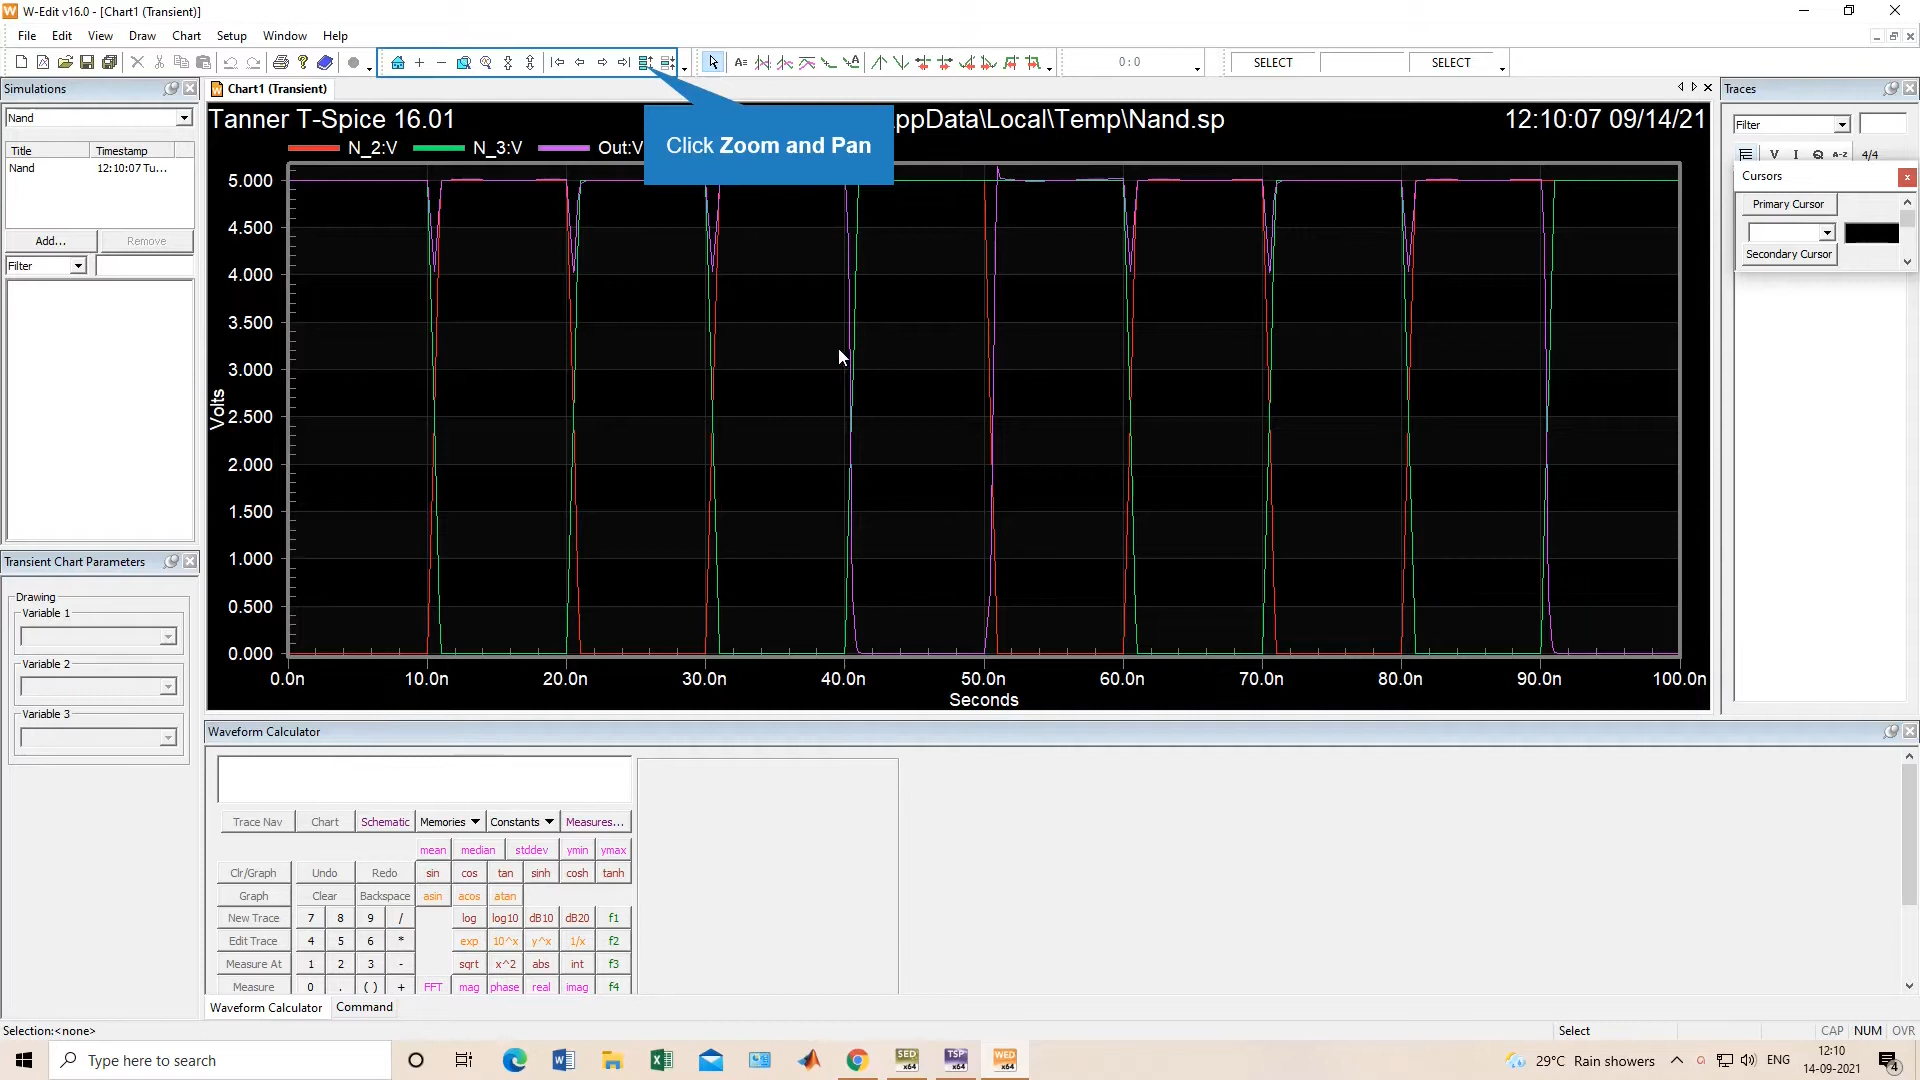 W-Edit v16.0 - [Chart1 (Transient)]
File Edit View Draw Chart Setup Window Help
0 : 0
SELECT SELECT
Simulations
Nand
Title Timestamp
Nand 12:10:07 Tu...
Add... Remove
Filter
Transient Chart Parameters
Drawing
Variable 1
Variable 2
Variable 3
Chart1 (Transient)
Tanner T-Spice 16.01
ppData\Local\Temp\Nand.sp
12:10:07 09/14/21
N_2:V N_3:V Out:V
Click Zoom and Pan
5.000
4.500
4.000
3.500
3.000
2.500
2.000
1.500
1.000
0.500
0.000
Volts
0.0n 10.0n 20.0n 30.0n 40.0n 50.0n 60.0n 70.0n 80.0n 90.0n 100.0n
Seconds
Traces
Filter
V I Q A-Z 4/4
Cursors
Primary Cursor
Secondary Cursor
Waveform Calculator
Trace Nav Chart Schematic Memories Constants Measures...
mean median stddev ymin ymax
Clr/Graph Undo Redo sin cos tan sinh cosh tanh
Graph Clear Backspace asin acos atan
New Trace 7 8 9 / log log10 dB10 dB20 f1
Edit Trace 4 5 6 * exp 10^x y^x 1/x f2
Measure At 1 2 3 - sqrt x^2 abs int f3
Measure 0 . ( ) + FFT mag phase real imag f4
Waveform Calculator Command
Selection:<none>
Select
CAP NUM OVR
Type here to search
SED x64
TSP x64
WED x64
29°C Rain showers
ENG
12:10
14-09-2021
4